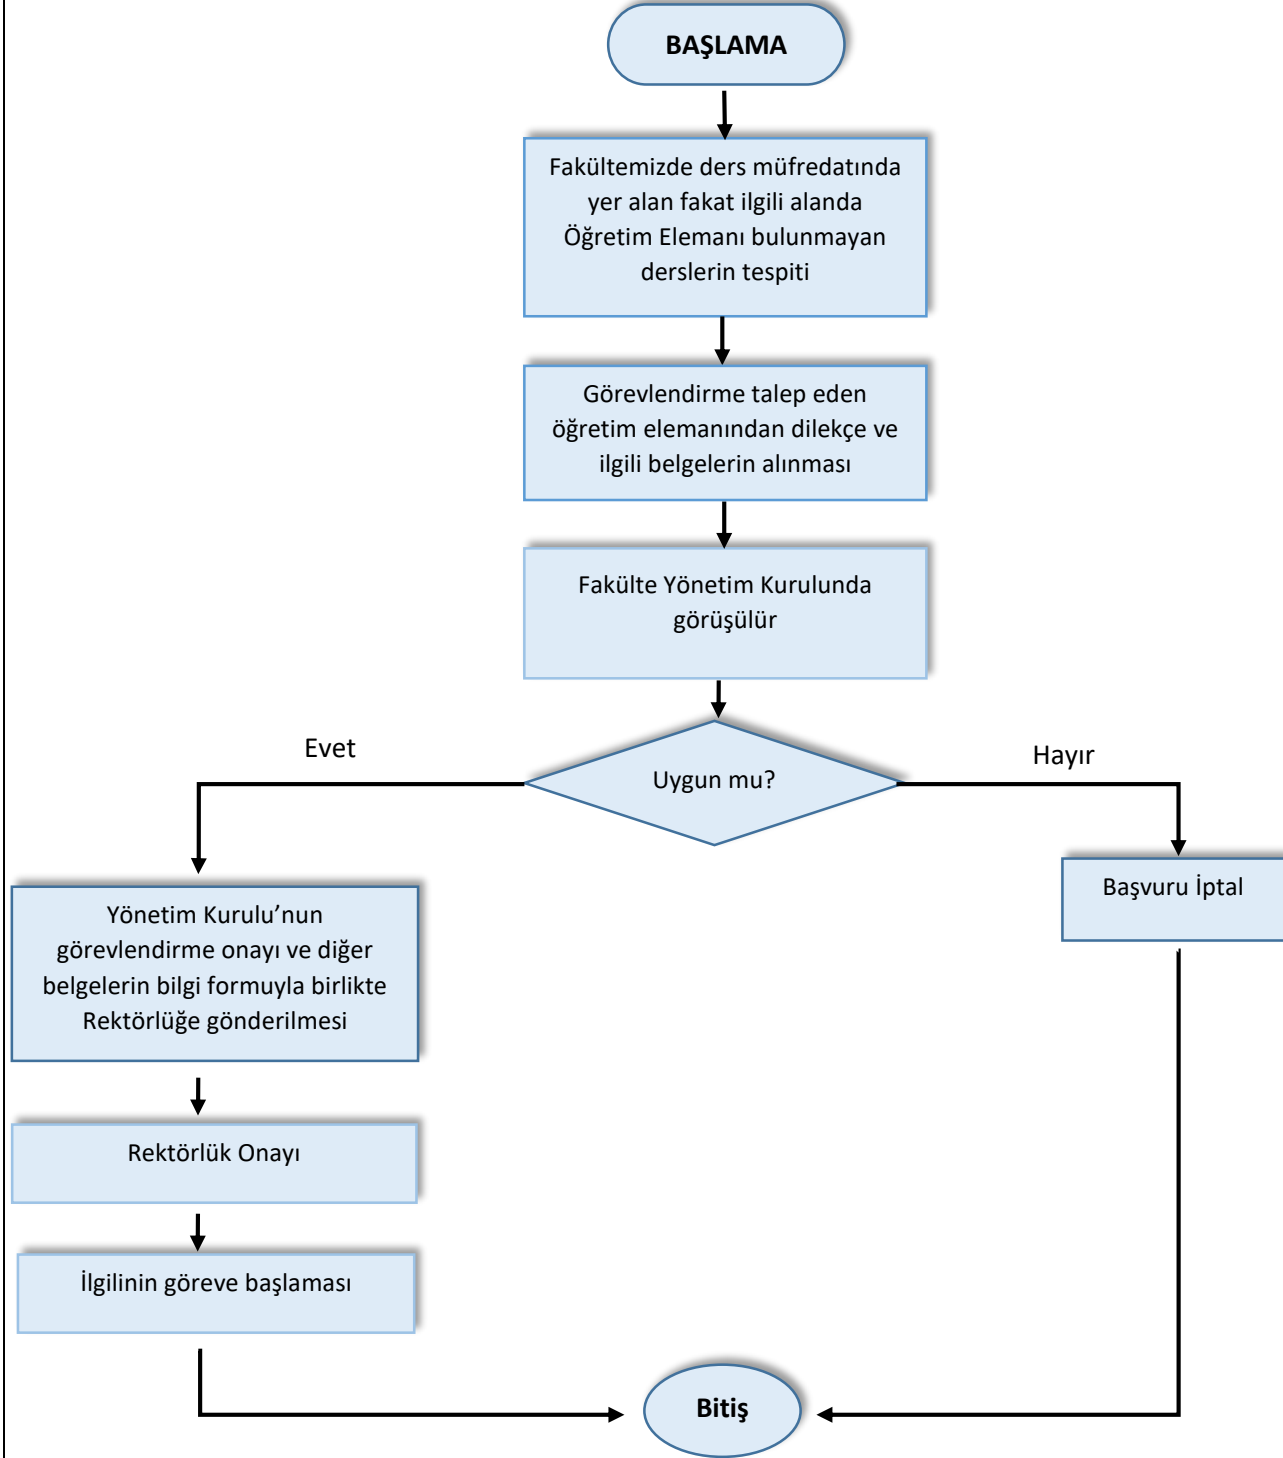 BAŞLAMA
Fakültemizde ders müfredatında
yer alan fakat ilgili alanda
Öğretim Elemanı bulunmayan
derslerin tespiti
Görevlendirme talep eden
öğretim elemanından dilekçe ve
ilgili belgelerin alınması
Fakülte Yönetim Kurulunda
görüşülür
Uygun mu?
Evet
Hayır
Yönetim Kurulu’nun
görevlendirme onayı ve diğer
belgelerin bilgi formuyla birlikte
Rektörlüğe gönderilmesi
Başvuru İptal
Rektörlük Onayı
İlgilinin göreve başlaması
Bitiş